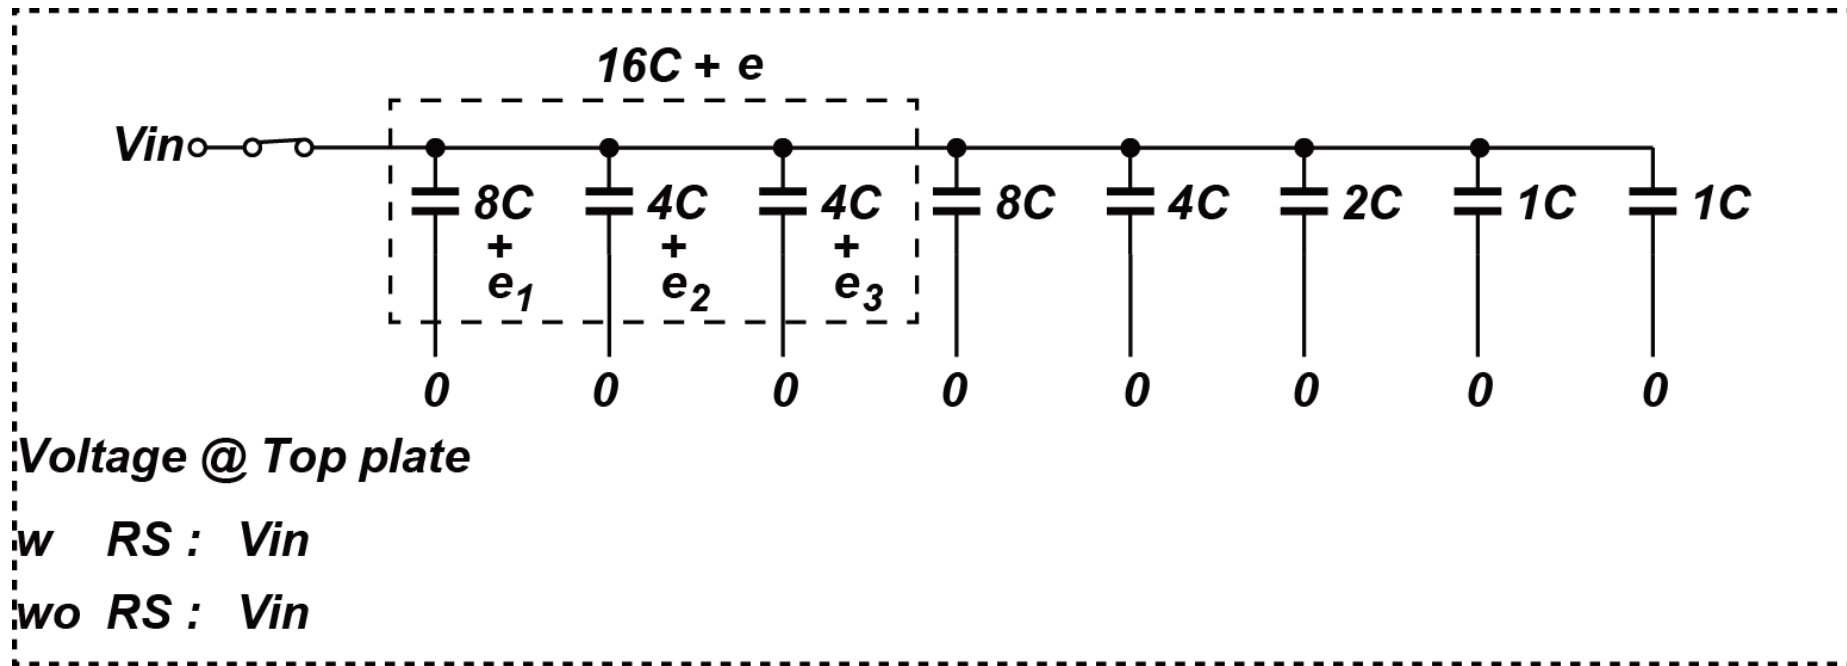 16C + e
Vin
8C + e1
4C + e2
4C + e3
8C
4C
2C
1C
1C
0 0 0 0 0 0 0 0
Voltage @ Top plate
w RS : Vin
wo RS : Vin